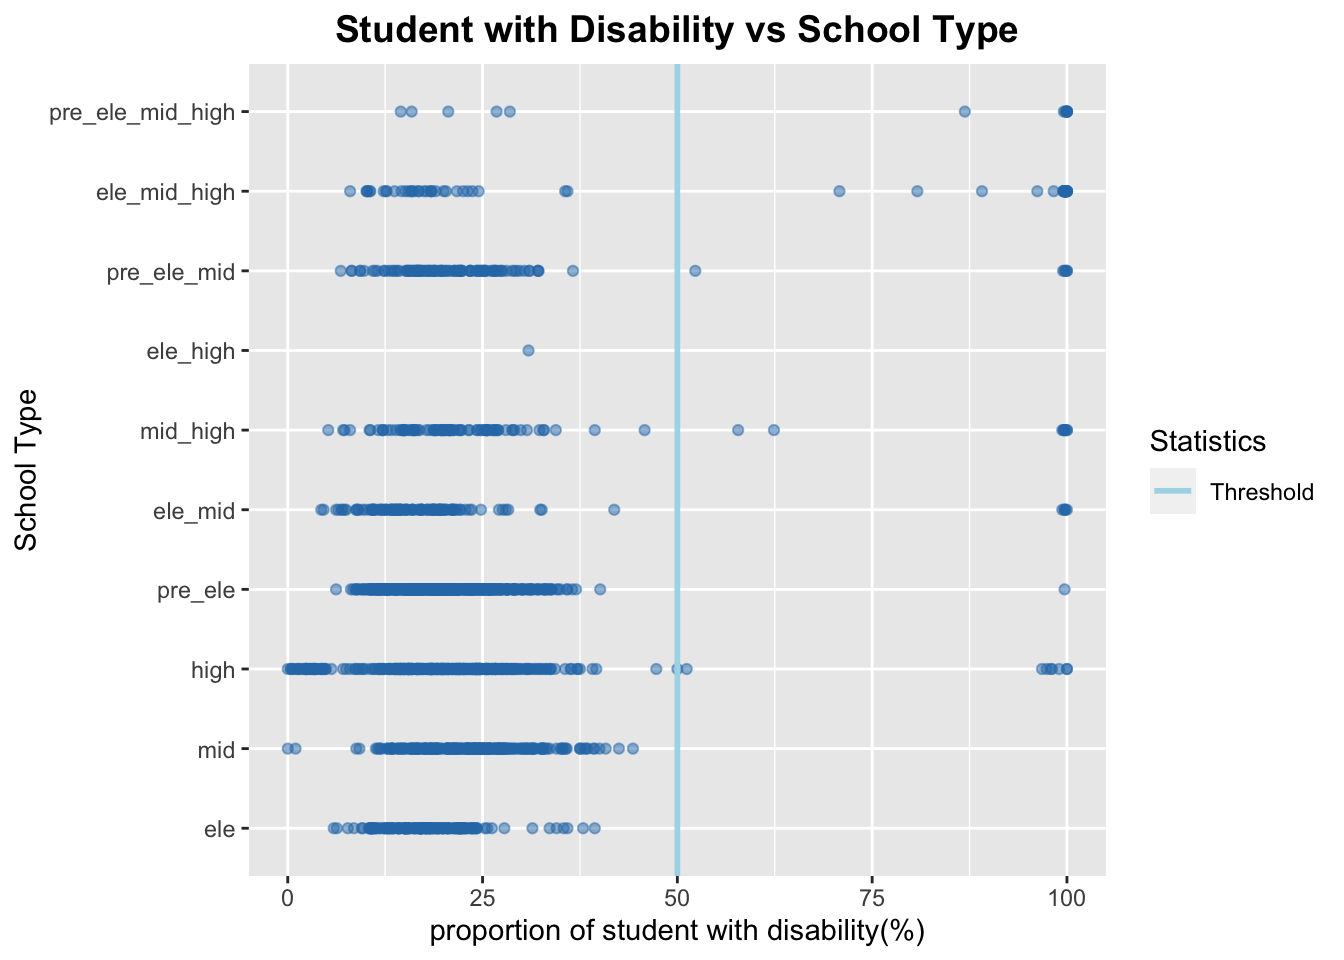 Student with Disability vs School Type
pre_ele_mid_high
ele_mid_high
pre_ele_mid
ele_high
mid_high
ele_mid
pre_ele
high
mid
ele
School Type
0 25 50 75 100
proportion of student with disability(%)
Statistics
Threshold